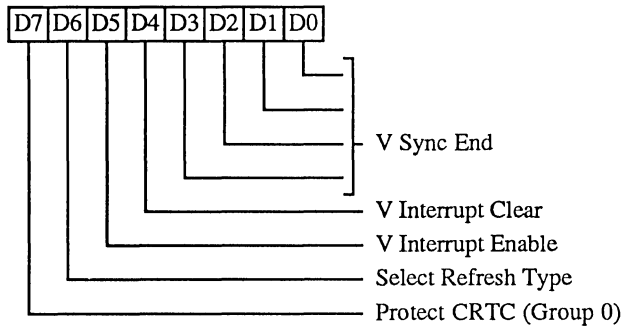 D7 D6 D5 D4 D3 D2 D1 D0
V Sync End
V Interrupt Clear
V Interrupt Enable
Select Refresh Type
Protect CRTC (Group 0)